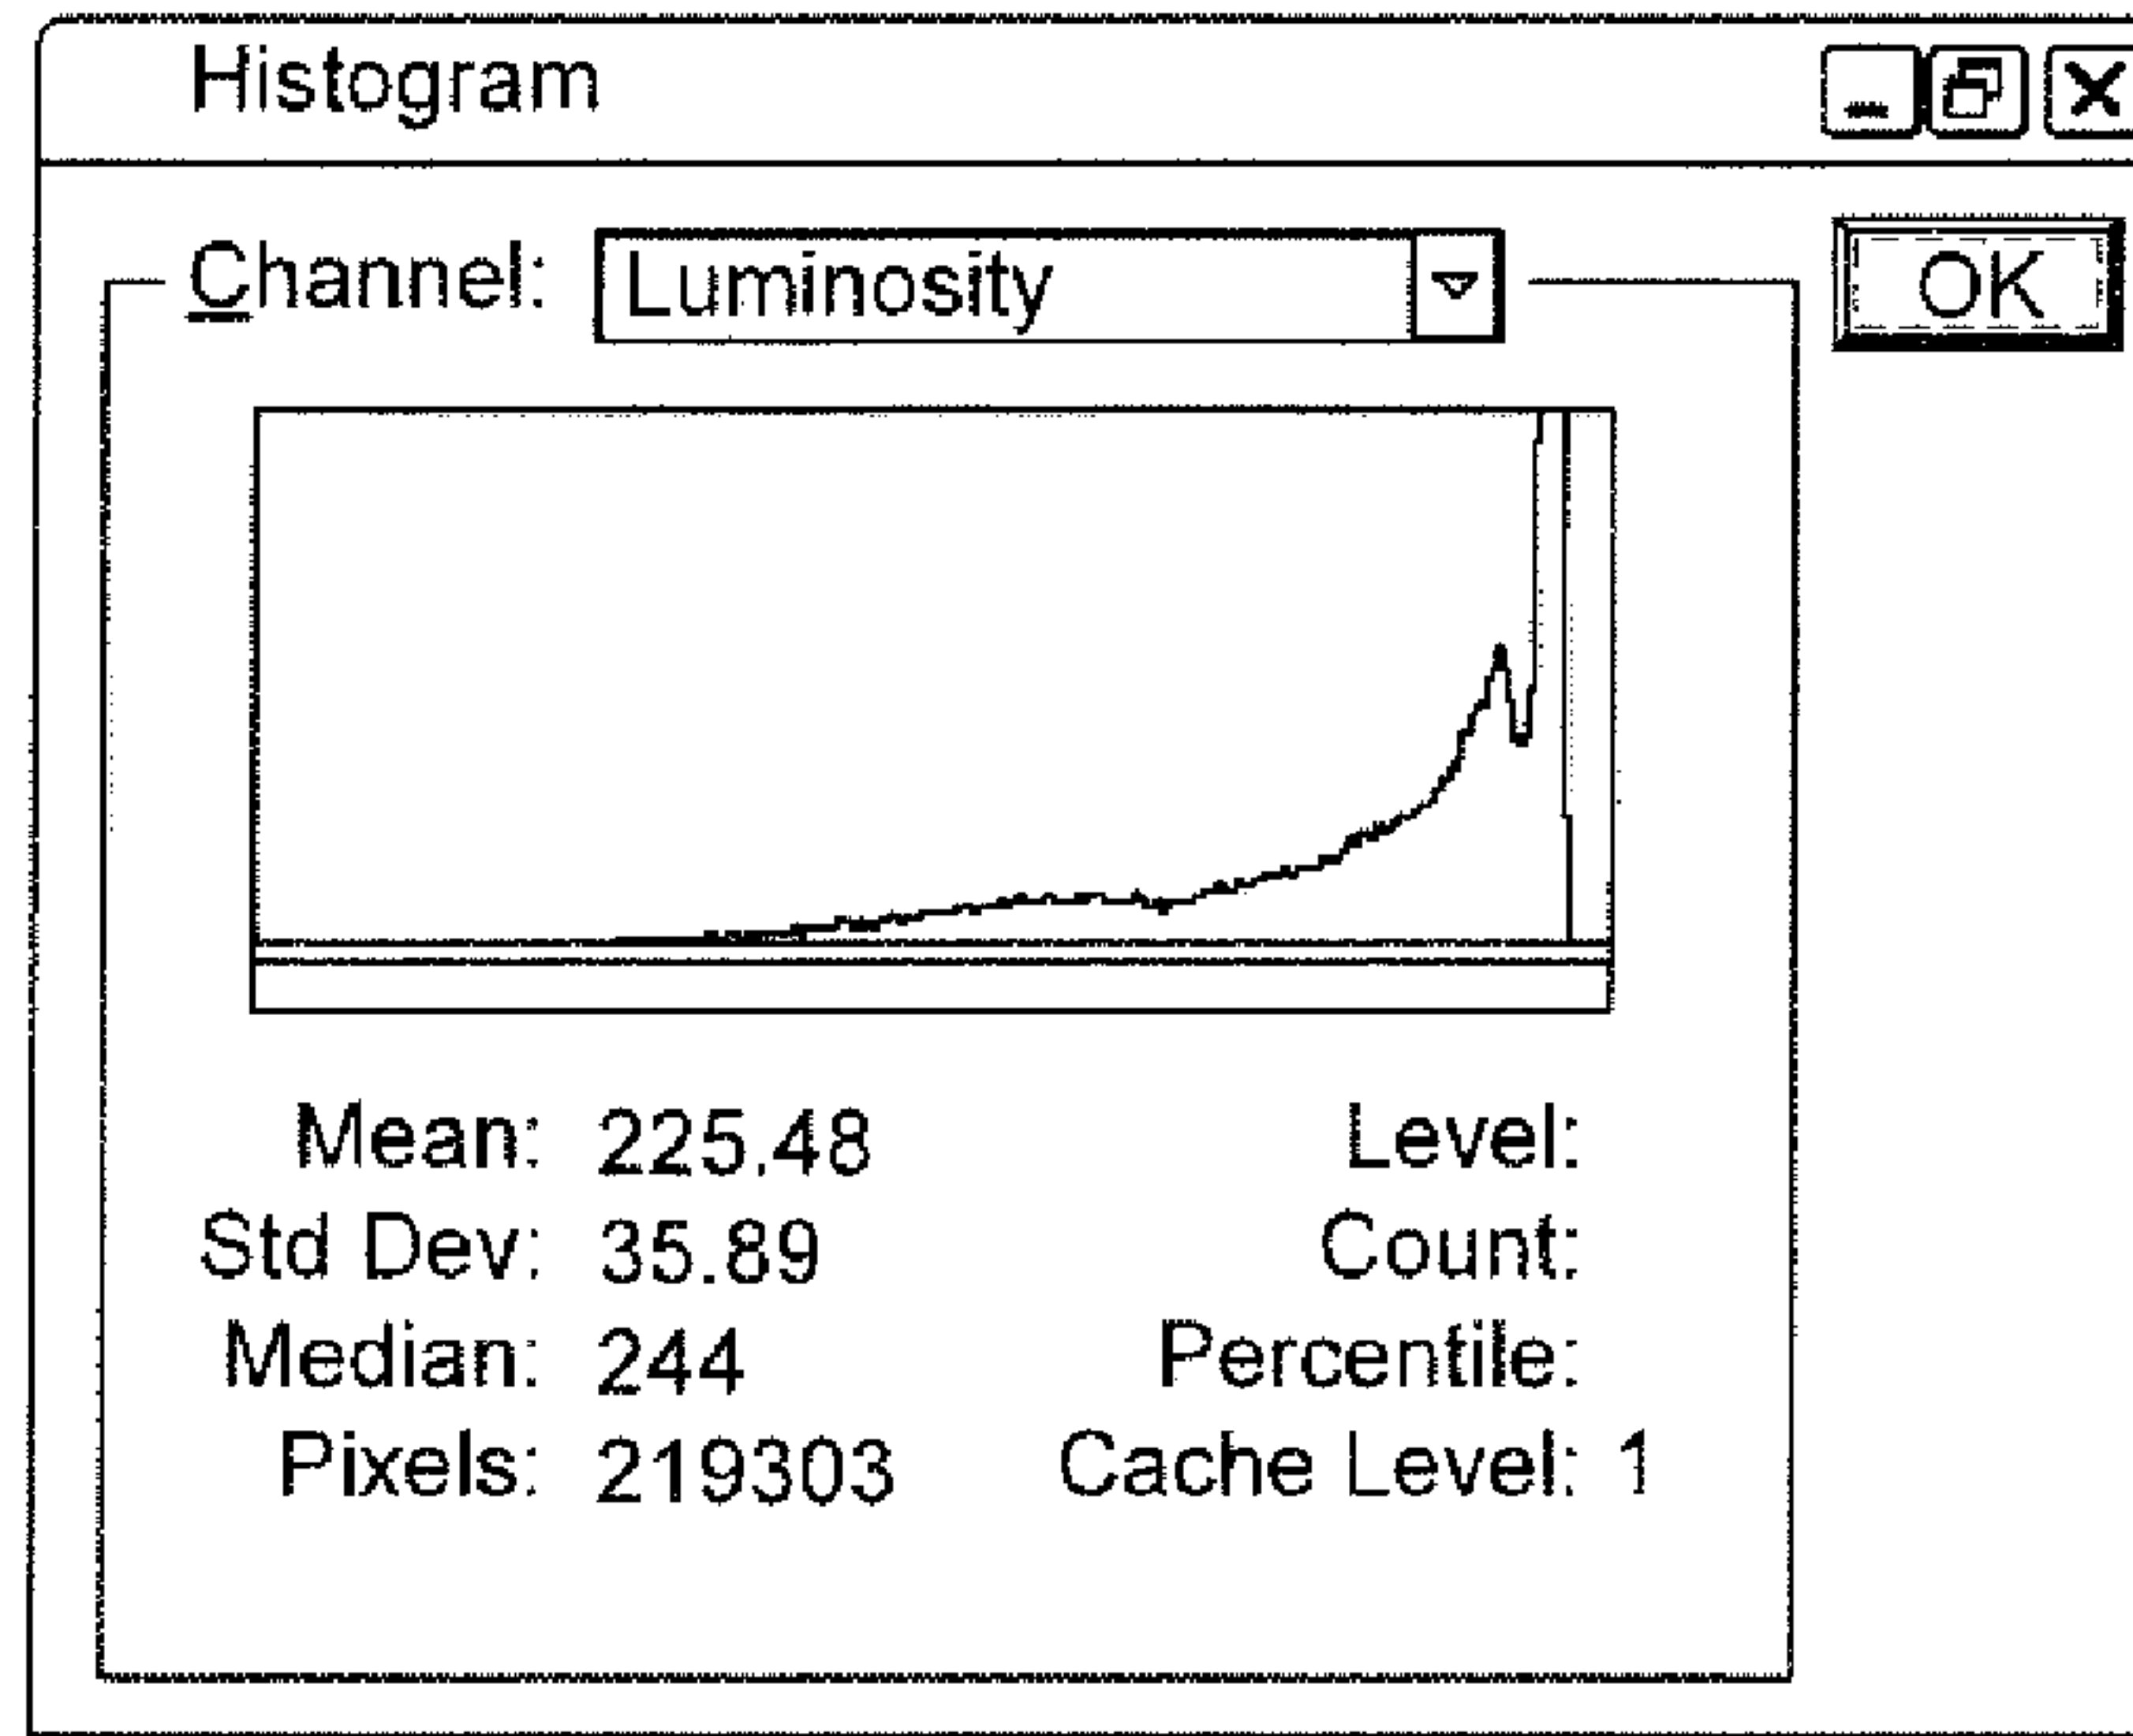 Histogram
Channel: Luminosity
OK
Mean: 225.48 Level:
Std Dev: 35.89 Count:
Median: 244 Percentile:
Pixels: 219303 Cache Level: 1